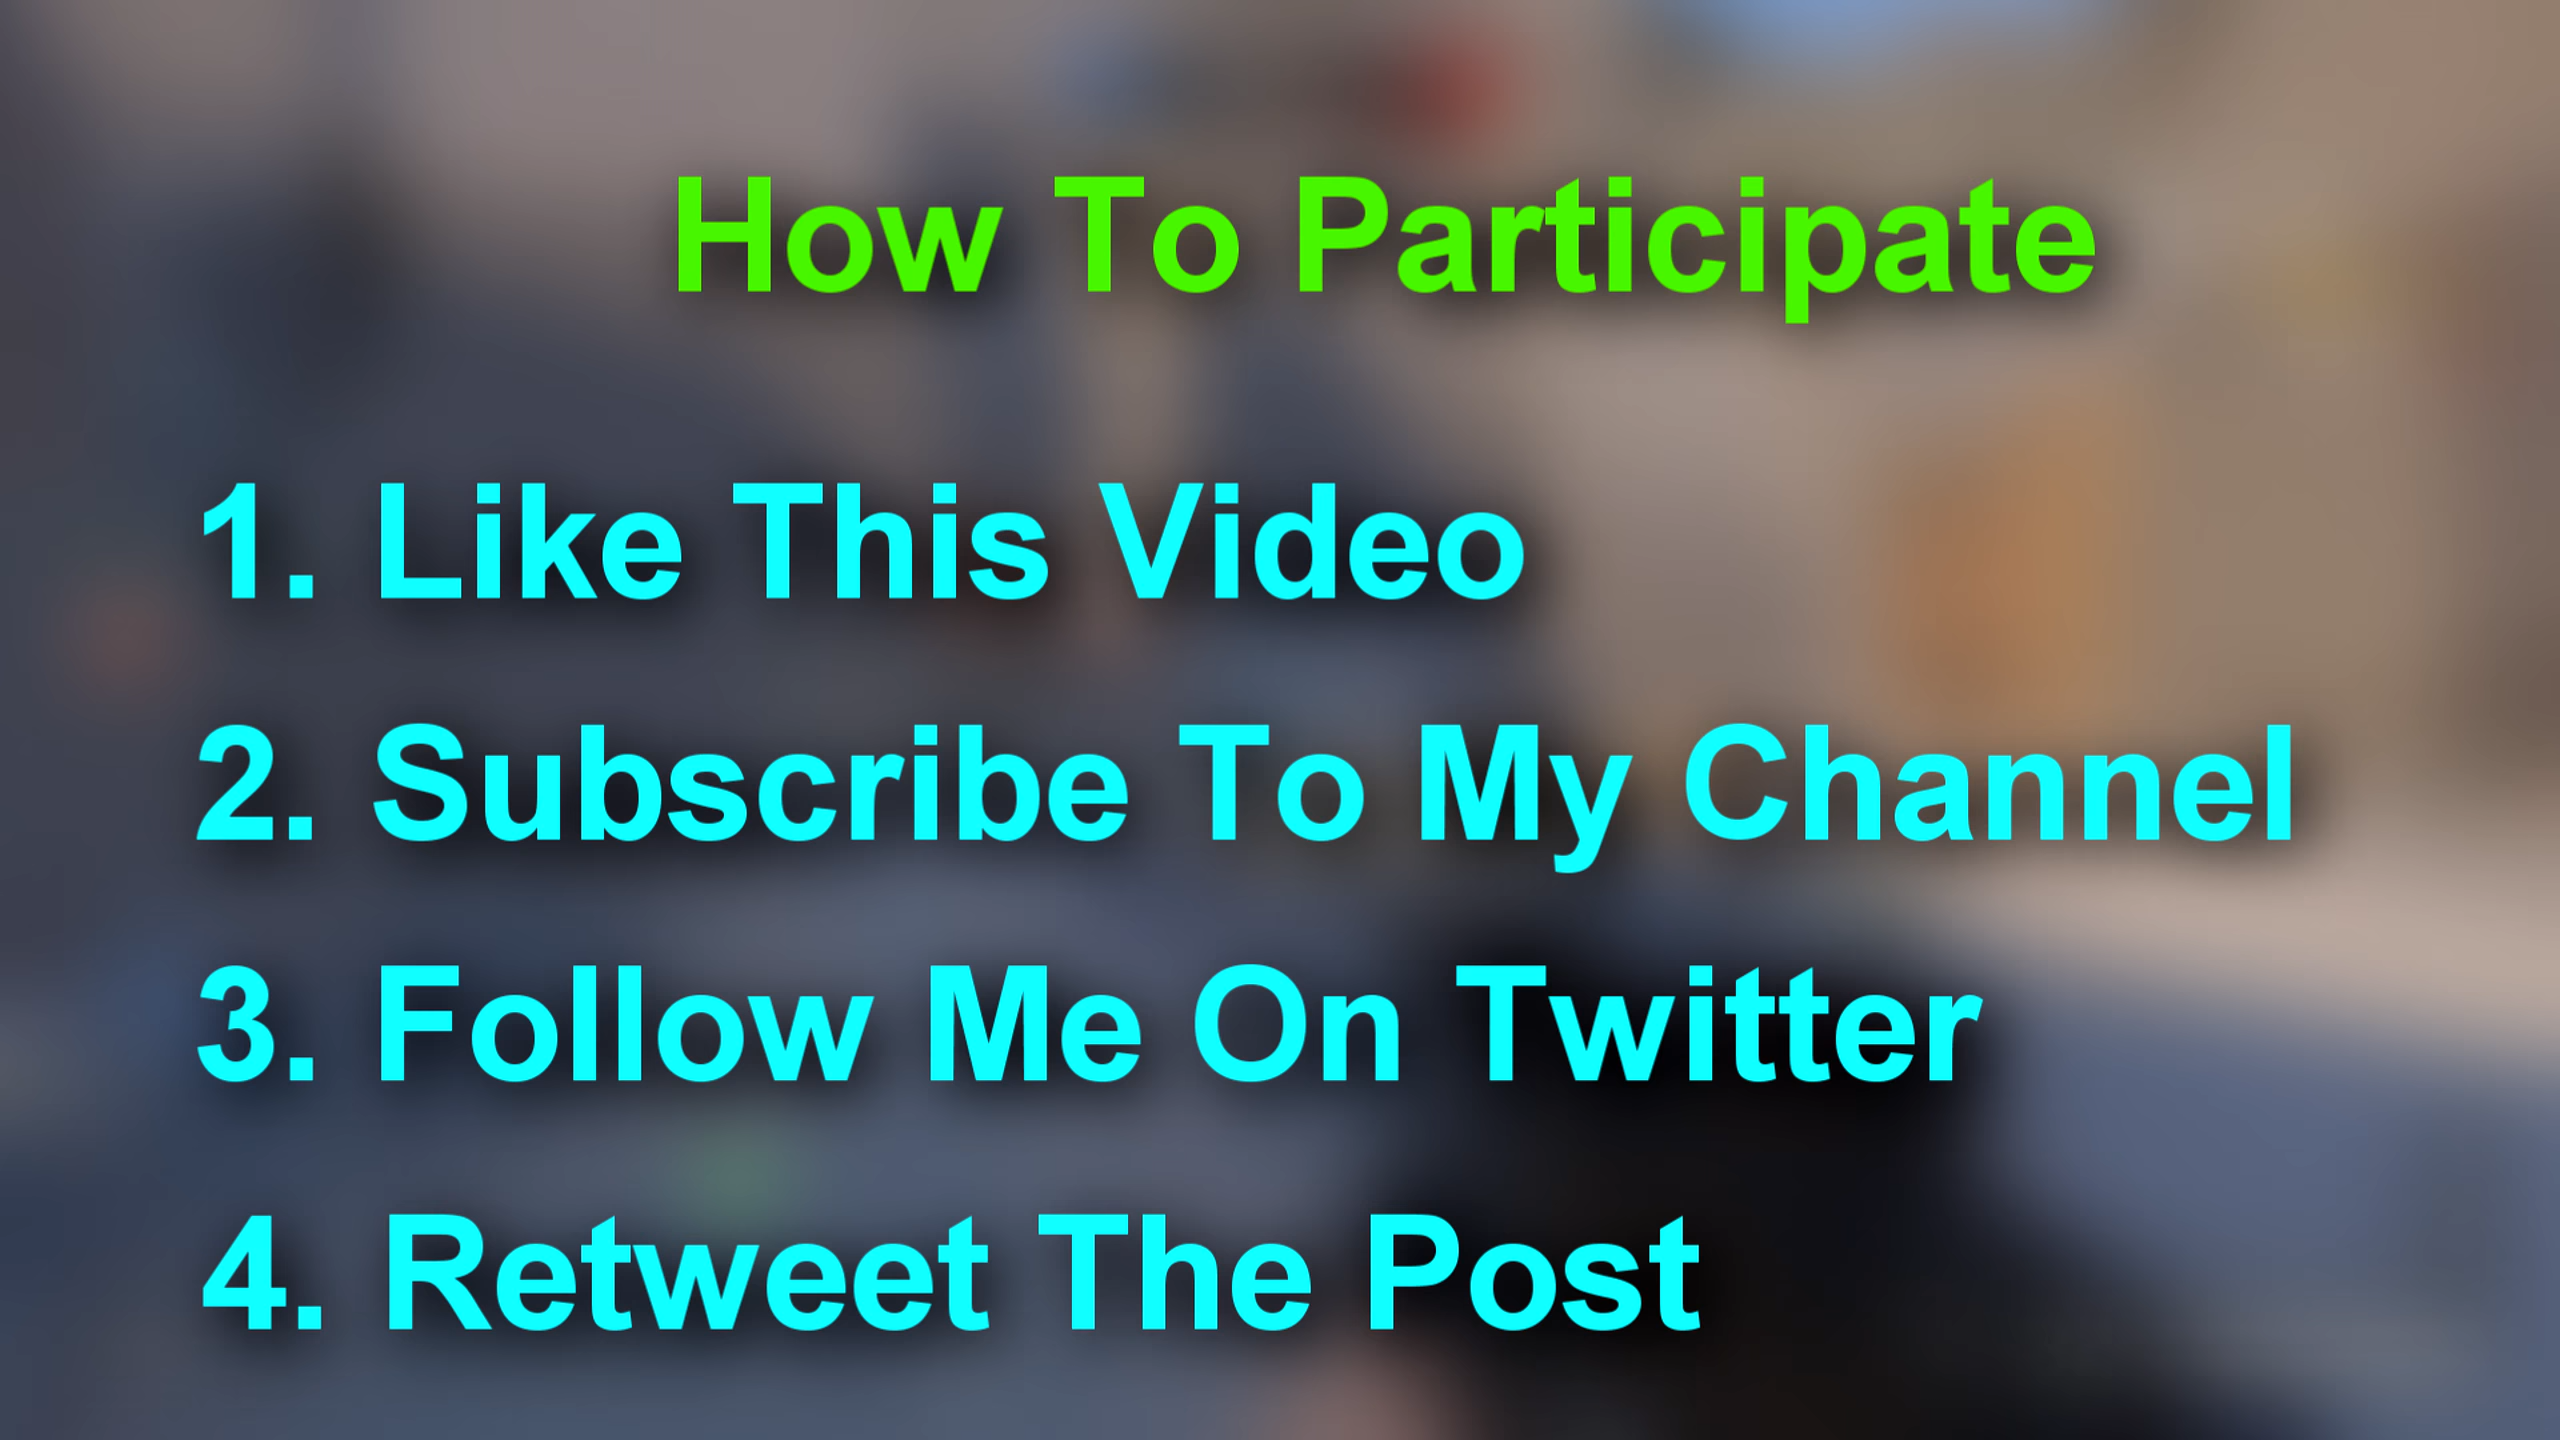 How To Participate
1. Like This Video
2. Subscribe To My Channel
3. Follow Me On Twitter
4. Retweet The Post